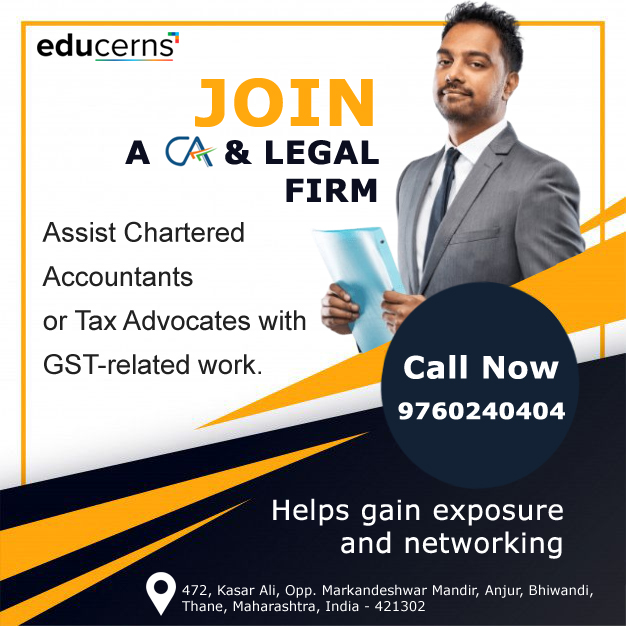 educerns
JOIN
A CA & LEGAL
FIRM
Assist Chartered
Accountants
or Tax Advocates with
GST-related work.
Call Now
9760240404
Helps gain exposure
and networking
472, Kasar Ali, Opp. Markandeshwar Mandir, Anjur, Bhiwandi,
Thane, Maharashtra, India - 421302